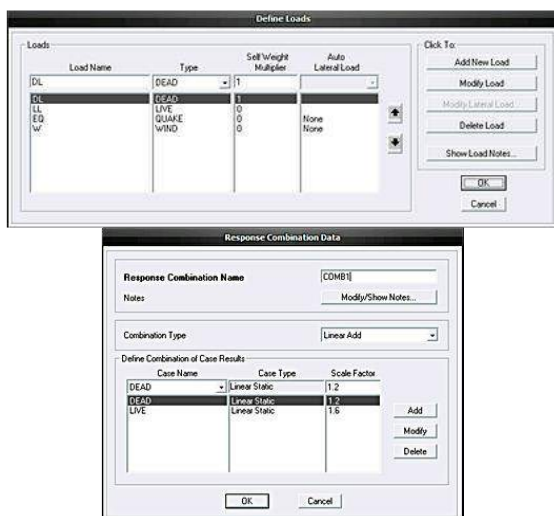 Define Loads
Loads
Click To:
Load Name Type Self Weight Multiplier Auto Lateral Load
DL DEAD 1
DL DEAD 1
LL LIVE 0
EQ QUAKE 0 None
W WIND 0 None
Add New Load
Modify Load
Modify Lateral Load
Delete Load
Show Load Notes...
OK
Cancel
Response Combination Data
Response Combination Name COMB1
Notes Modify/Show Notes...
Combination Type Linear Add
Define Combination of Case Results
Case Name Case Type Scale Factor
DEAD Linear Static 1.2
DEAD Linear Static 1.2
LIVE Linear Static 1.6
Add
Modify
Delete
OK Cancel